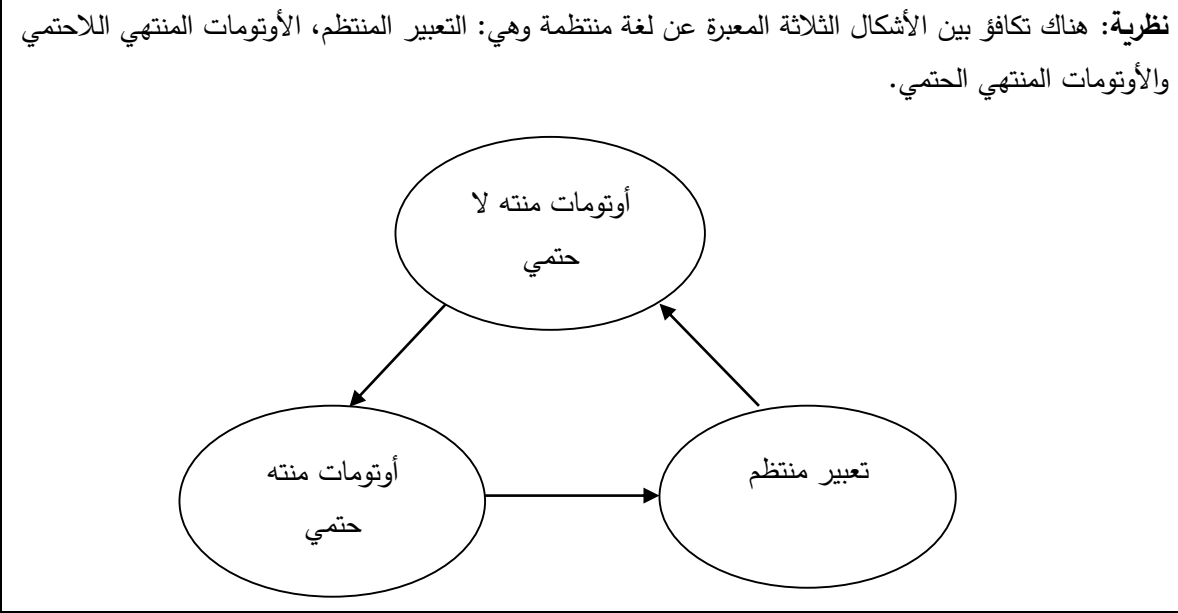 نظرية: هناك تكافؤ بين الأشكال الثلاثة المعبرة عن لغة منتظمة وهي: التعبير المنتظم، الأوتومات المنتهي اللاحتمي
والأوتومات المنتهي الحتمي.
أوتومات منته لا
حتمي
تعبير منتظم
أوتومات منته
حتمي